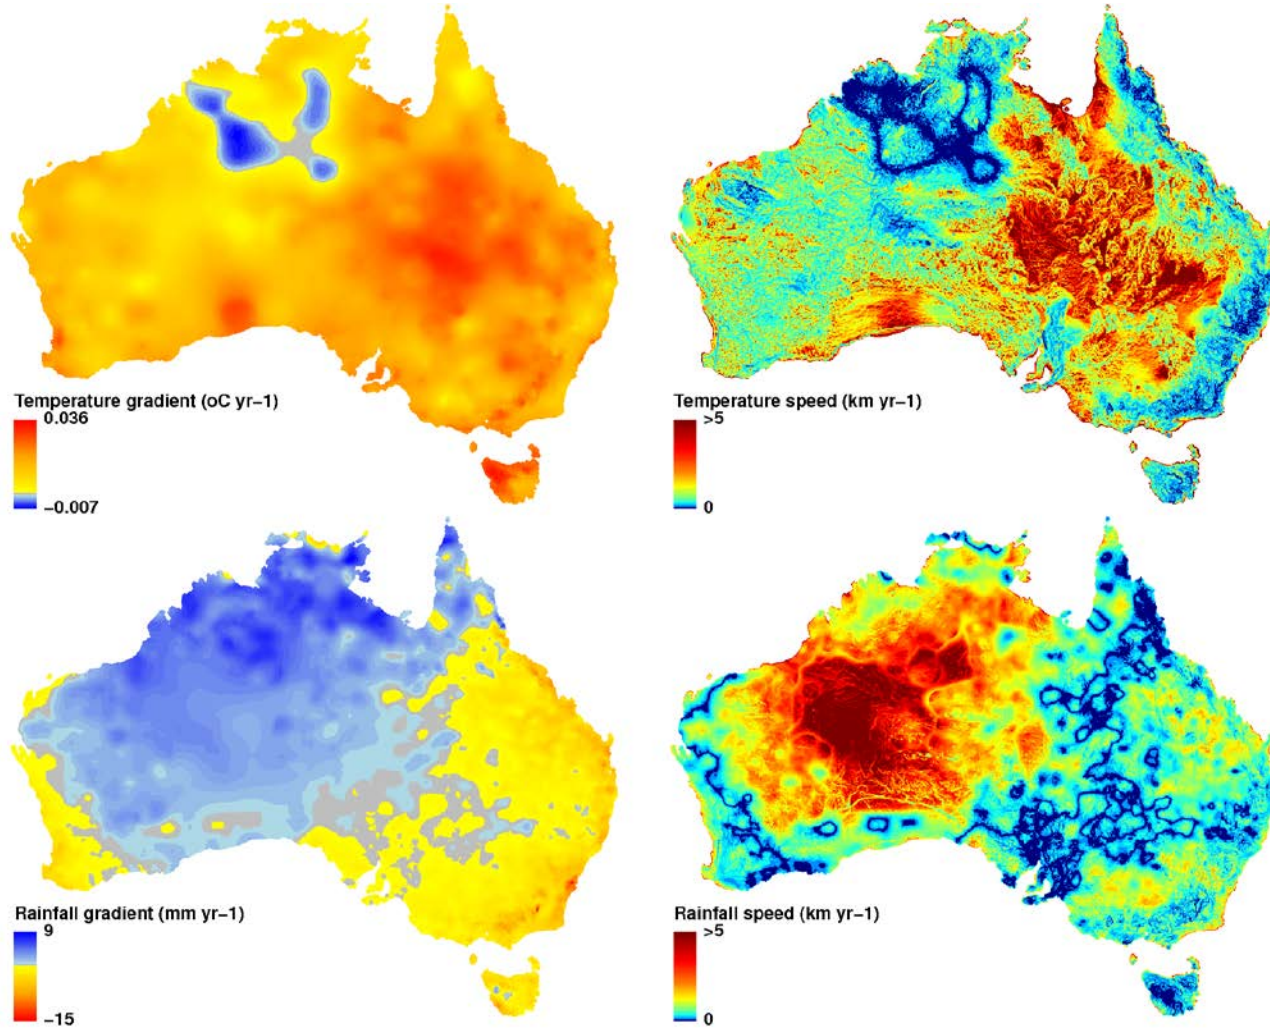 Temperature gradient (oC yr−1)
0.036
−0.007
Temperature speed (km yr−1)
>5
0
Rainfall gradient (mm yr−1)
9
−15
Rainfall speed (km yr−1)
>5
0